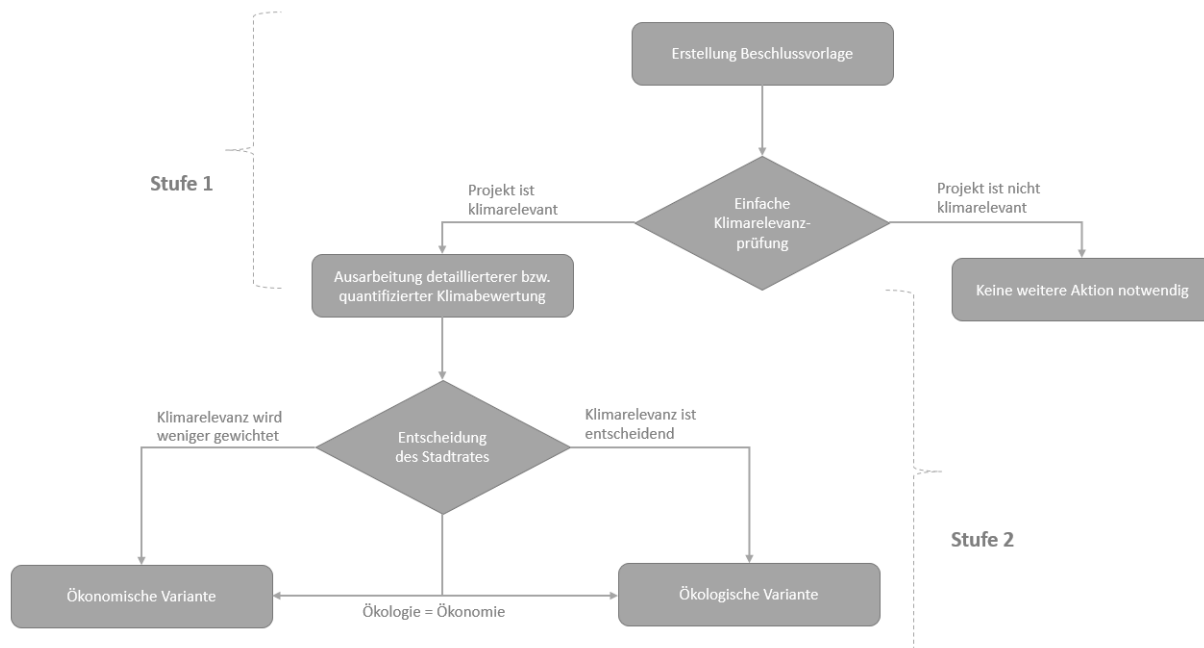 Erstellung Beschlussvorlage
Stufe 1
Projekt ist
klimarelevant
Einfache
Klimarelevanz-
prüfung
Projekt ist nicht
klimarelevant
Ausarbeitung detaillierterer bzw.
quantifizierter Klimabewertung
Keine weitere Aktion notwendig
Klimarelevanz wird
weniger gewichtet
Entscheidung
des Stadtrates
Klimarelevanz ist
entscheidend
Stufe 2
Ökonomische Variante
Ökologie = Ökonomie
Ökologische Variante